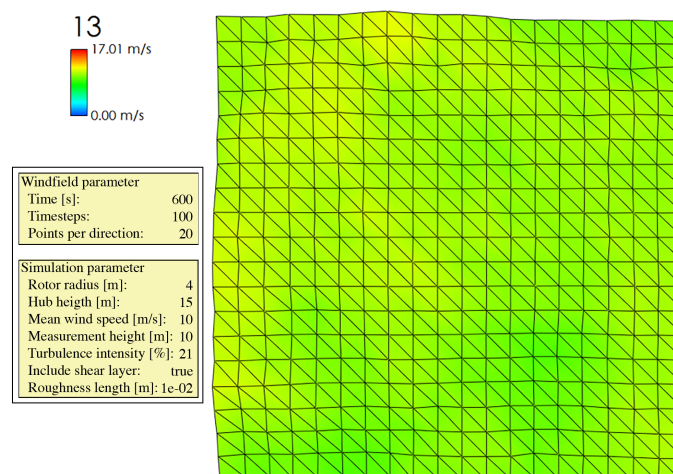 13
17.01 m/s
0.00 m/s
Windfield parameter
Time [s]: 600
Timesteps: 100
Points per direction: 20
Simulation parameter
Rotor radius [m]: 4
Hub heigth [m]: 15
Mean wind speed [m/s]: 10
Measurement height [m]: 10
Turbulence intensity [%]: 21
Include shear layer: true
Roughness length [m]: 1e-02